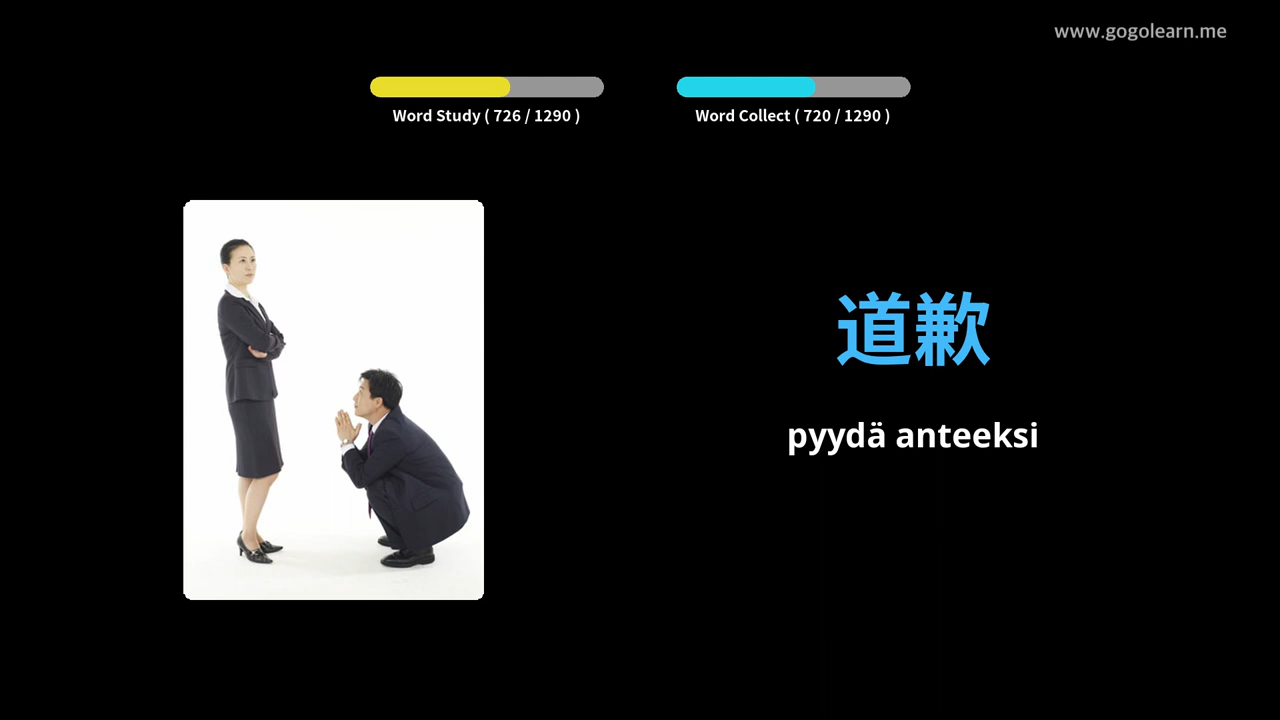 www.gogolearn.me
Word Study ( 726 / 1290 )
Word Collect ( 720 / 1290 )
道歉
pyydä anteeksi